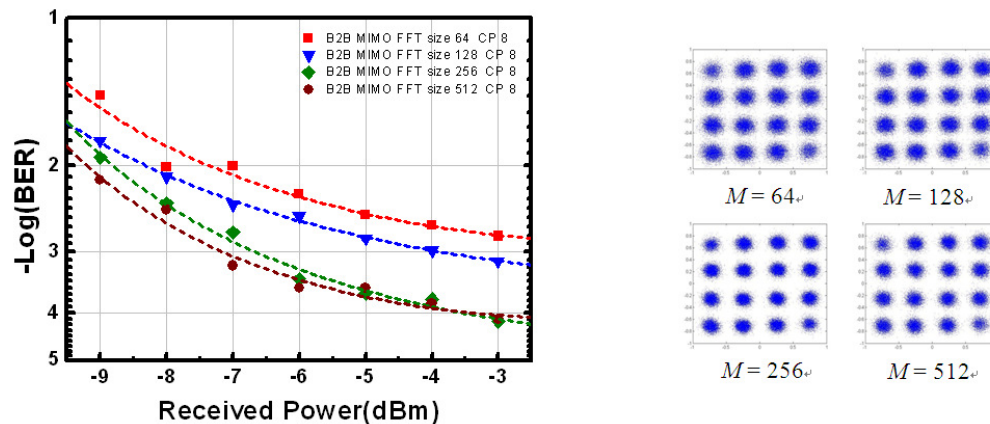 1
2
3
4
5
-Log(BER)
B2B MIMO FFT size 64 CP 8
B2B MIMO FFT size 128 CP 8
B2B MIMO FFT size 256 CP 8
B2B MIMO FFT size 512 CP 8
-9 -8 -7 -6 -5 -4 -3
Received Power(dBm)
M = 64
M = 128
M = 256
M = 512